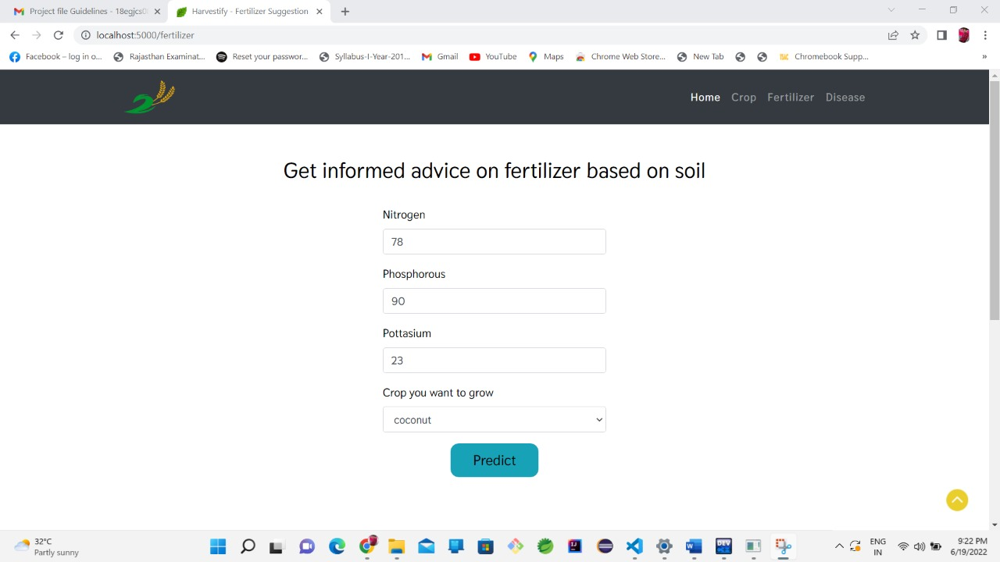 Project file Guidelines - 18egjcs0
Harvestify - Fertilizer Suggestion
localhost:5000/fertilizer
Facebook – log in o...
Rajasthan Examinat...
Reset your passwor...
Syllabus-I-Year-201...
Gmail
YouTube
Maps
Chrome Web Store...
New Tab
Chromebook Supp...
»
Home Crop Fertilizer Disease
Get informed advice on fertilizer based on soil
Nitrogen
78
Phosphorous
90
Pottasium
23
Crop you want to grow
coconut
Predict
32°C
Partly sunny
ENG
IN
9:22 PM
6/19/2022